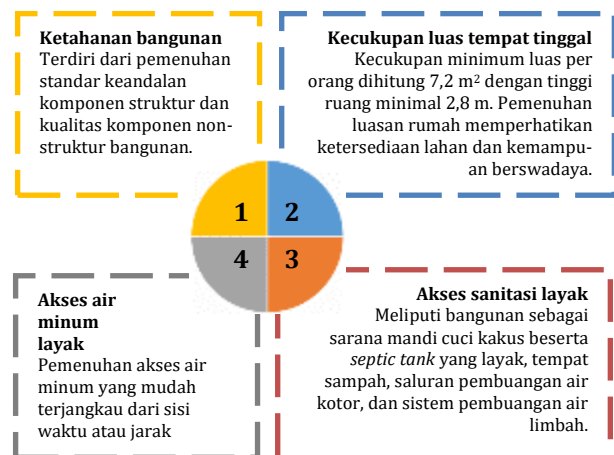 Ketahanan bangunan
Terdiri dari pemenuhan
standar keandalan
komponen struktur dan
kualitas komponen non-
struktur bangunan.
Kecukupan luas tempat tinggal
Kecukupan minimum luas per
orang dihitung 7,2 m² dengan tinggi
ruang minimal 2,8 m. Pemenuhan
luasan rumah memperhatikan
ketersediaan lahan dan kemampu-
an berswadaya.
1
2
4
3
Akses air
minum
layak
Pemenuhan akses air
minum yang mudah
terjangkau dari sisi
waktu atau jarak
Akses sanitasi layak
Meliputi bangunan sebagai
sarana mandi cuci kakus beserta
septic tank yang layak, tempat
sampah, saluran pembuangan air
kotor, dan sistem pembuangan air
limbah.